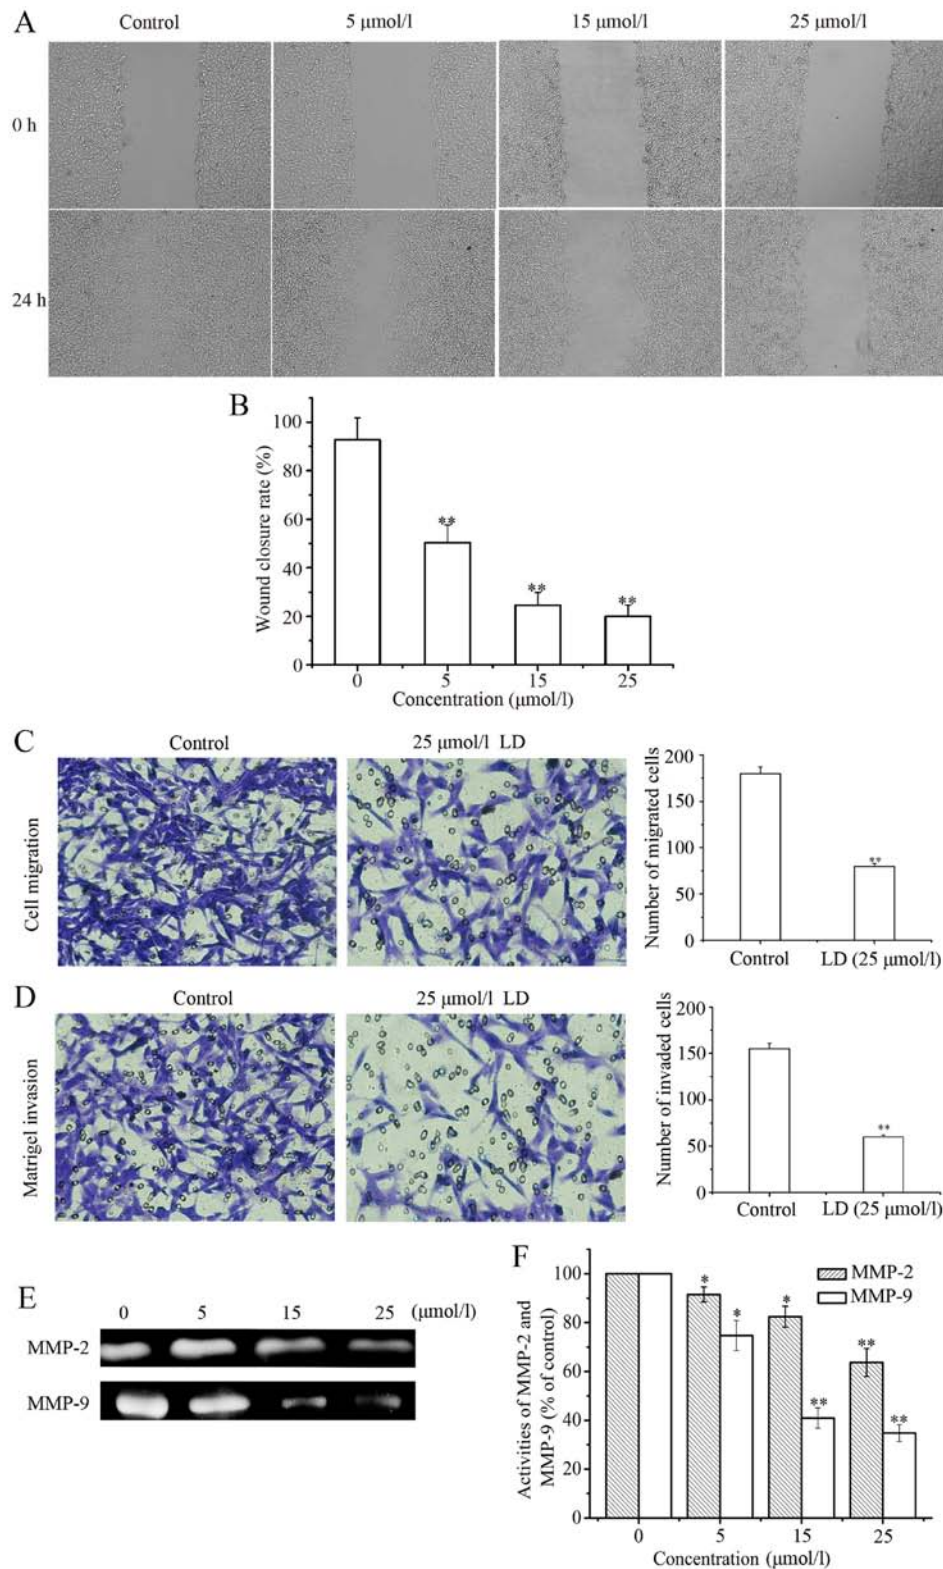 A
Control
5 μmol/l
15 μmol/l
25 μmol/l
0 h
24 h
B
Wound closure rate (%)
100
80
60
40
20
0
**
**
**
0
5
15
25
Concentration (μmol/l)
C
Control
25 μmol/l LD
Cell migration
Number of migrated cells
200
150
100
50
0
**
Control
LD (25 μmol/l)
D
Control
25 μmol/l LD
Matrigel invasion
Number of invaded cells
150
100
50
0
**
Control
LD (25 μmol/l)
E
0
5
15
25
(μmol/l)
MMP-2
MMP-9
F
Activities of MMP-2 and
MMP-9 (% of control)
100
80
60
40
20
0
MMP-2
MMP-9
*
*
*
**
**
**
0
5
15
25
Concentration (μmol/l)